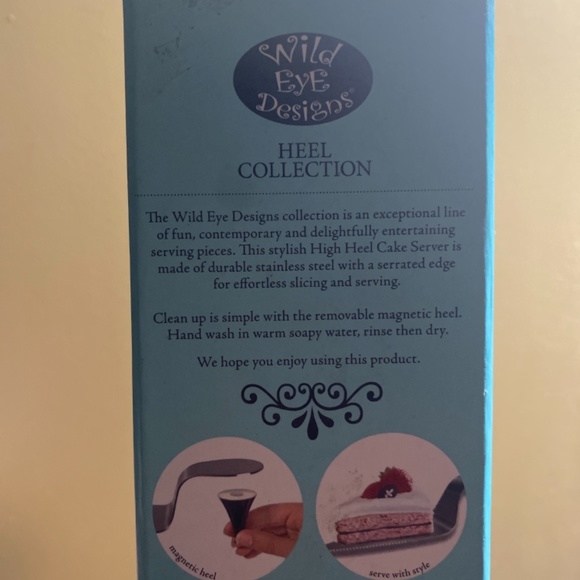 Wild
EyE
Designs®
HEEL
COLLECTION
The Wild Eye Designs collection is an exceptional line
of fun, contemporary and delightfully entertaining
serving pieces. This stylish High Heel Cake Server is
made of durable stainless steel with a serrated edge
for effortless slicing and serving.
Clean up is simple with the removable magnetic heel.
Hand wash in warm soapy water, rinse then dry.
We hope you enjoy using this product.
magnetic heel
serve with style